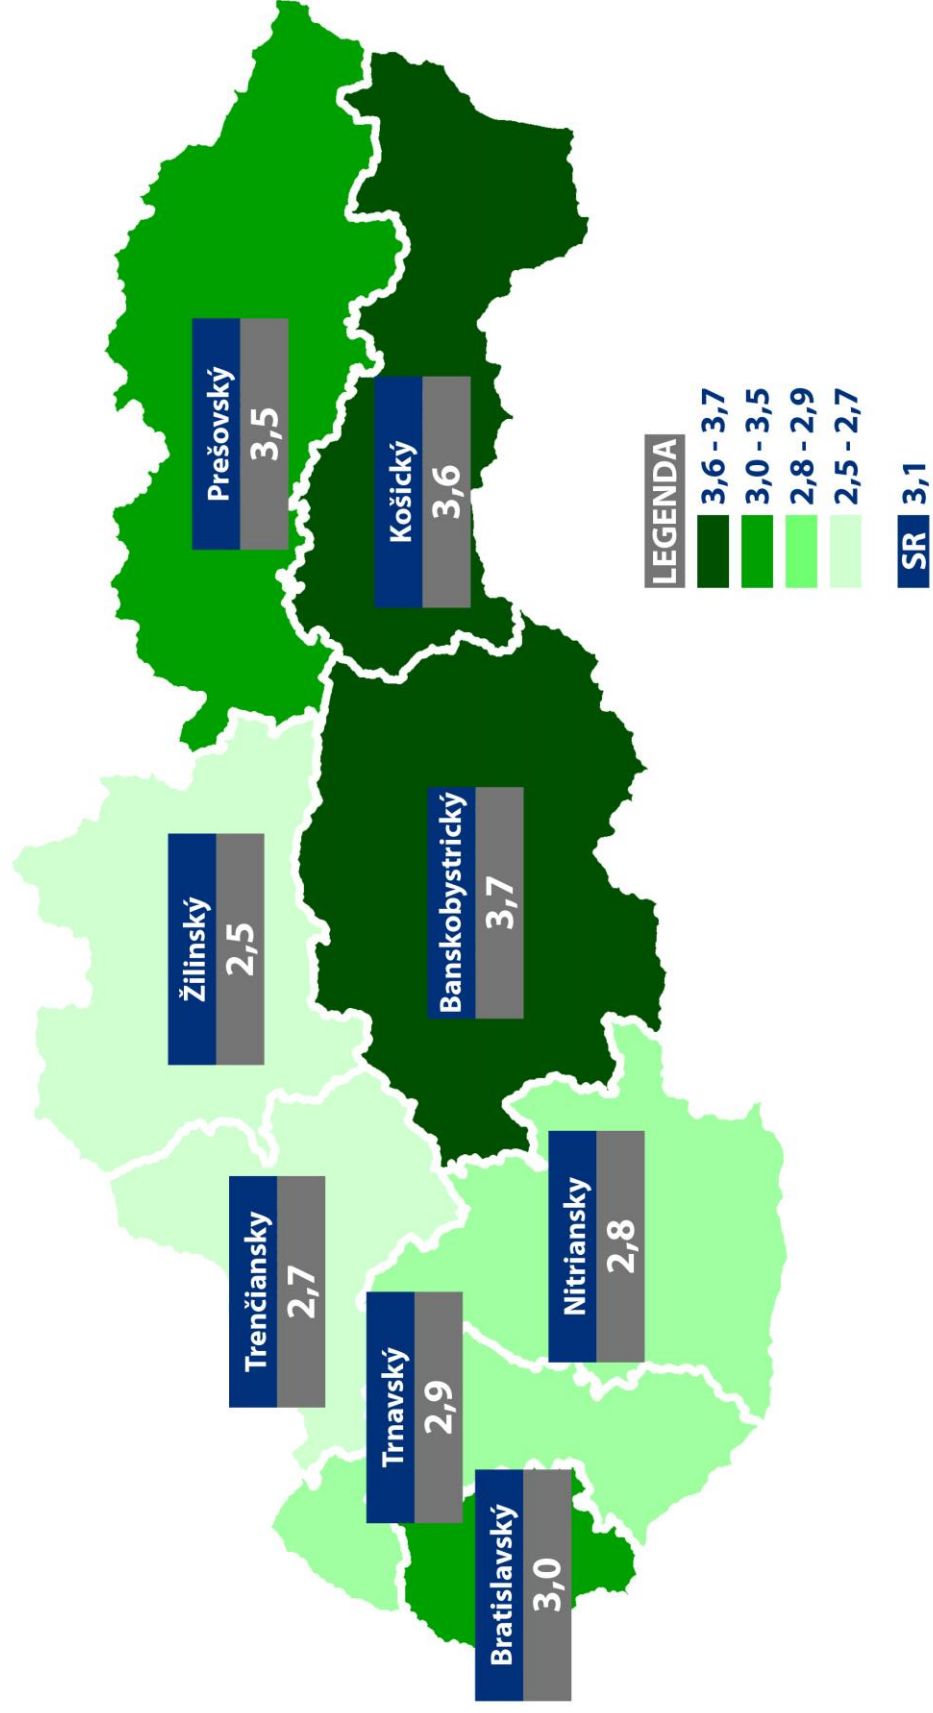 Prešovský
3,5
Žilinský
2,5
Košický
3,6
Trenčiansky
2,7
Banskobystrický
3,7
Trnavský
2,9
Nitriansky
2,8
Bratislavský
3,0
LEGENDA
3,6 - 3,7
3,0 - 3,5
2,8 - 2,9
2,5 - 2,7
SR 3,1